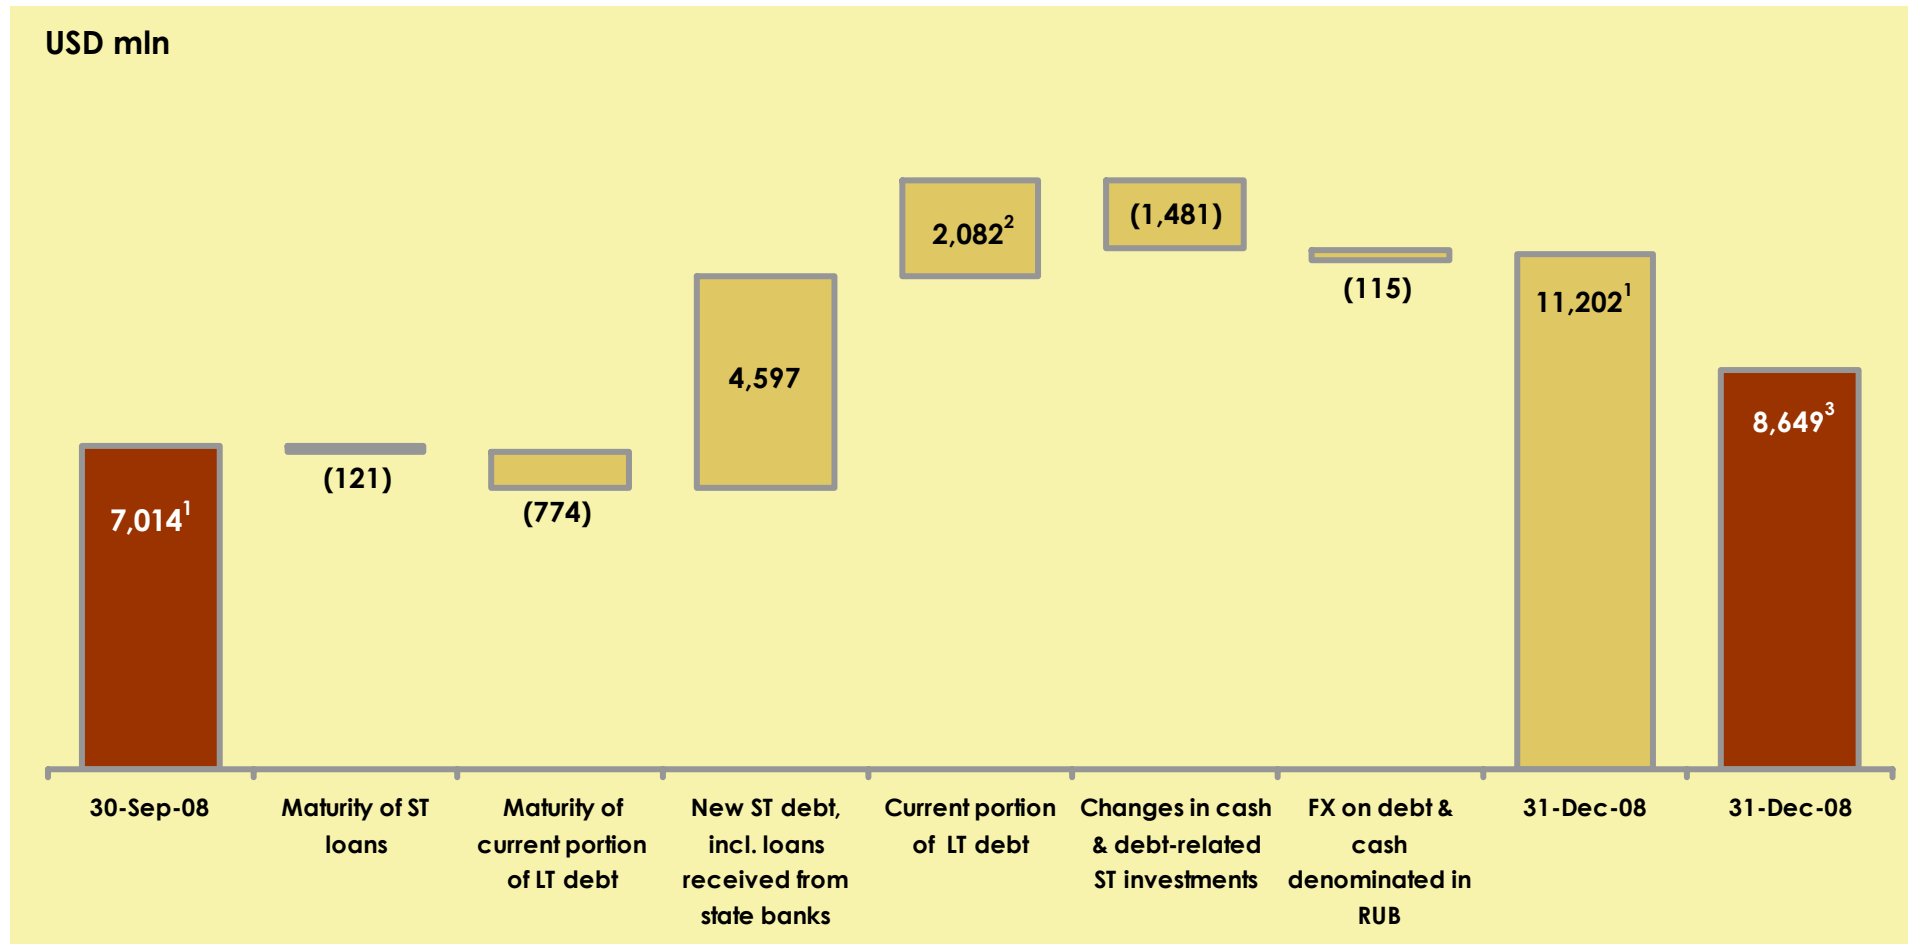 USD mln
2,082²
(1,481)
(115)
11,202¹
4,597
8,649³
(121)
(774)
7,014¹
30-Sep-08
Maturity of ST
loans
Maturity of
current portion
of LT debt
New ST debt,
incl. loans
received from
state banks
Current portion
of LT debt
Changes in cash
& debt-related
ST investments
FX on debt &
cash
denominated in
RUB
31-Dec-08
31-Dec-08